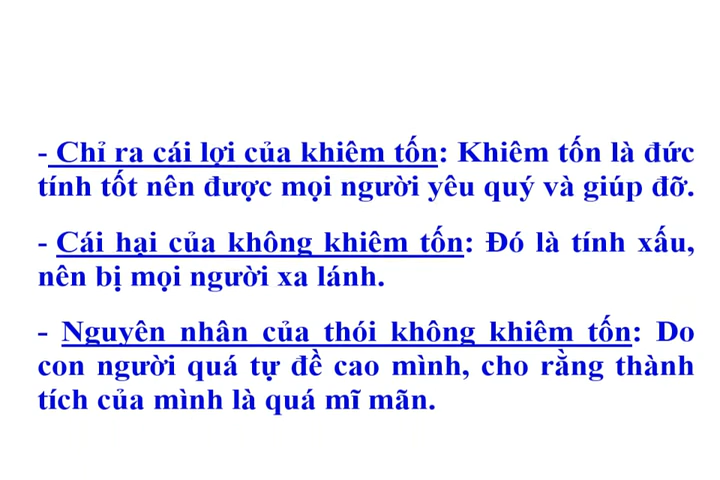 - Chỉ ra cái lợi của khiêm tốn: Khiêm tốn là đức
tính tốt nên được mọi người yêu quý và giúp đỡ.
- Cái hại của không khiêm tốn: Đó là tính xấu,
nên bị mọi người xa lánh.
- Nguyên nhân của thói không khiêm tốn: Do
con người quá tự đề cao mình, cho rằng thành
tích của mình là quá mĩ mãn.